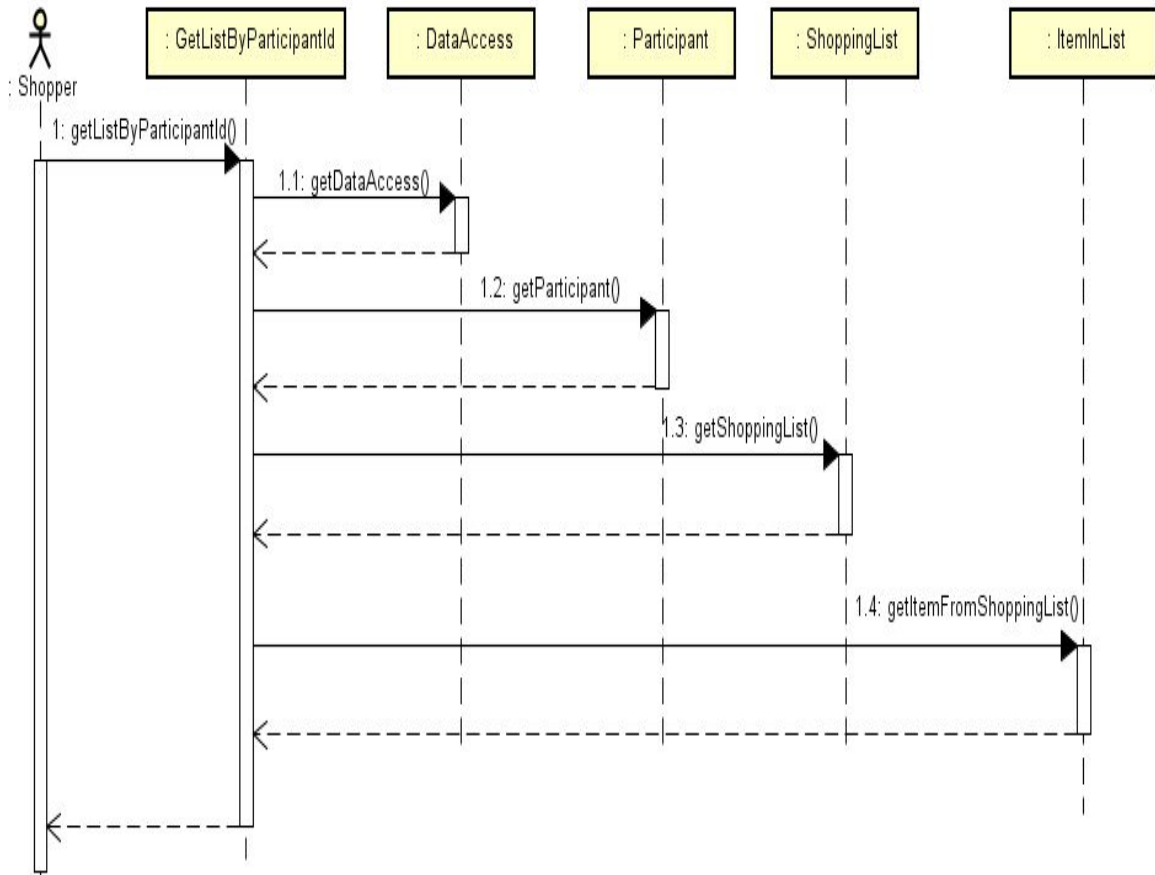 : GetListByParticipantId
: DataAccess
: Participant
: ShoppingList
: ItemInList
: Shopper
1: getListByParticipantId()
1.1: getDataAccess()
1.2: getParticipant()
1.3: getShoppingList()
1.4: getItemFromShoppingList()